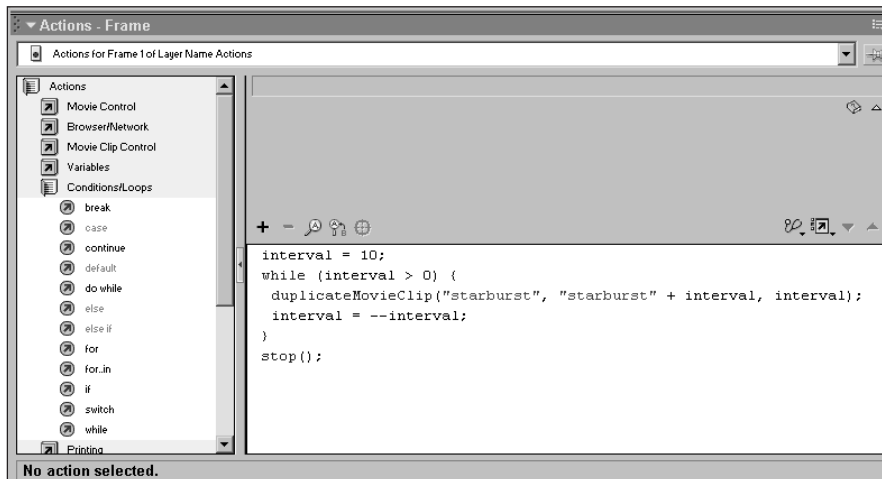 Actions - Frame
Actions for Frame 1 of Layer Name Actions
Actions
Movie Control
Browser/Network
Movie Clip Control
Variables
Conditions/Loops
break
case
continue
default
do while
else
else if
for
for..in
if
switch
while
Printing
interval = 10;
while (interval > 0) {
duplicateMovieClip("starburst", "starburst" + interval, interval);
interval = --interval;
}
stop();
No action selected.